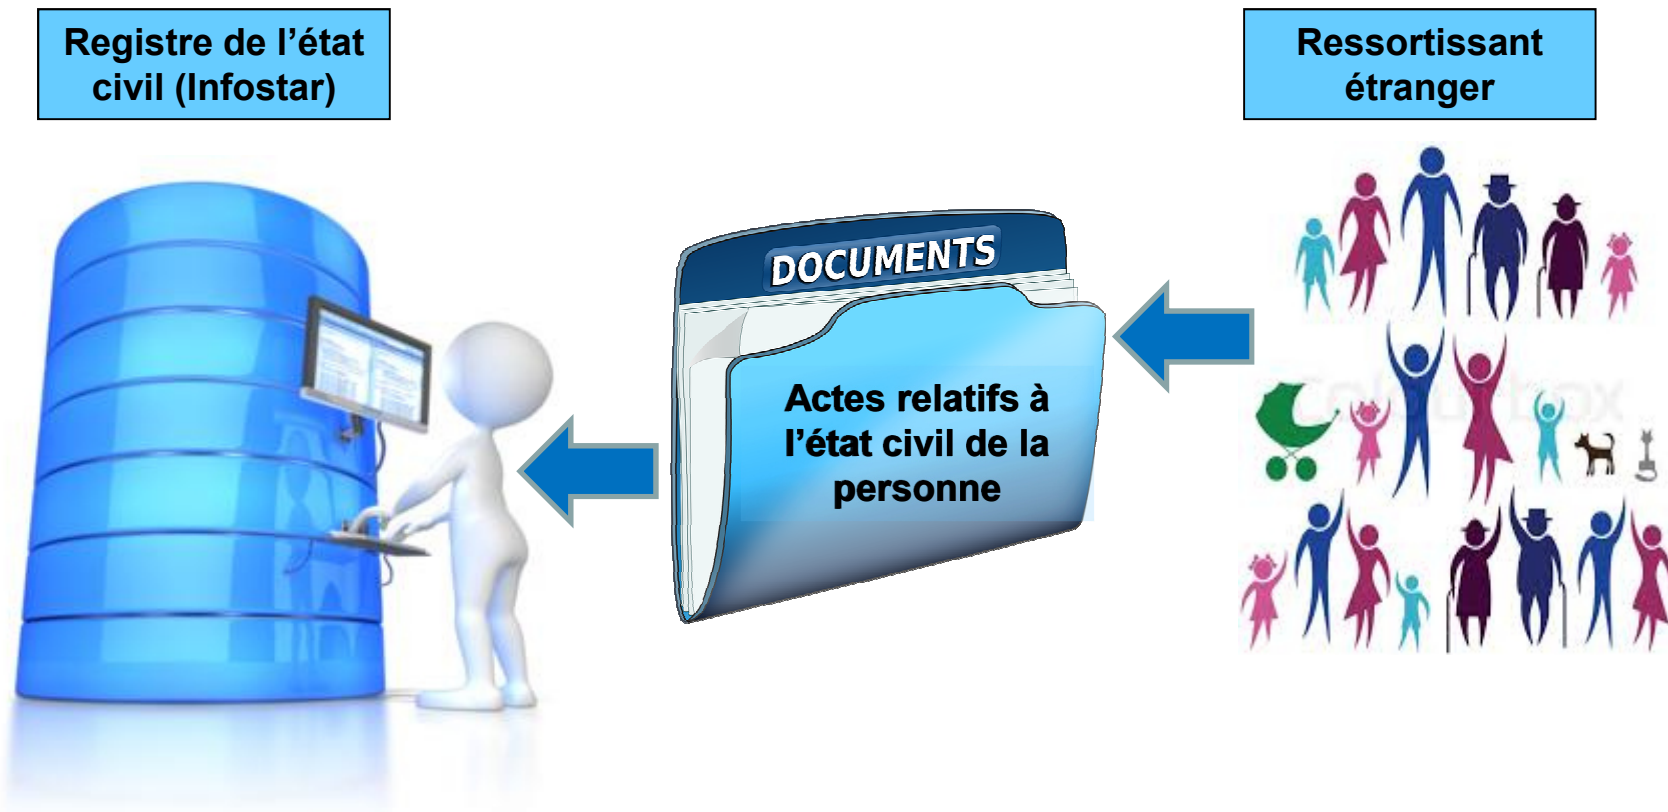 Registre de l’état
civil (Infostar)
Ressortissant
étranger
DOCUMENTS
Actes relatifs à
l’état civil de la
personne